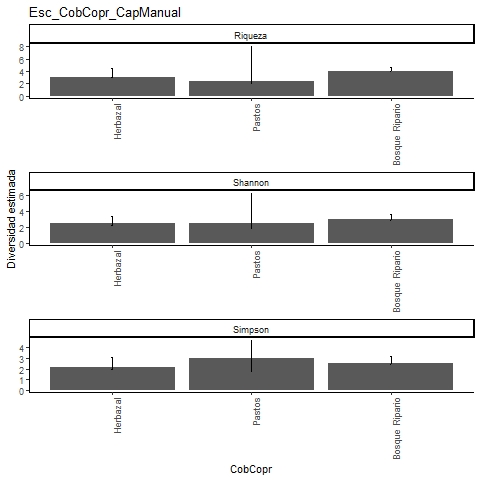 Esc_CobCopr_CapManual
Riqueza
8
6
4
2
0
Herbazal
Pastos
Bosque Ripario
Shannon
6
4
2
0
Herbazal
Pastos
Bosque Ripario
Simpson
4
3
2
1
0
Herbazal
Pastos
Bosque Ripario
Diversidad estimada
CobCopr